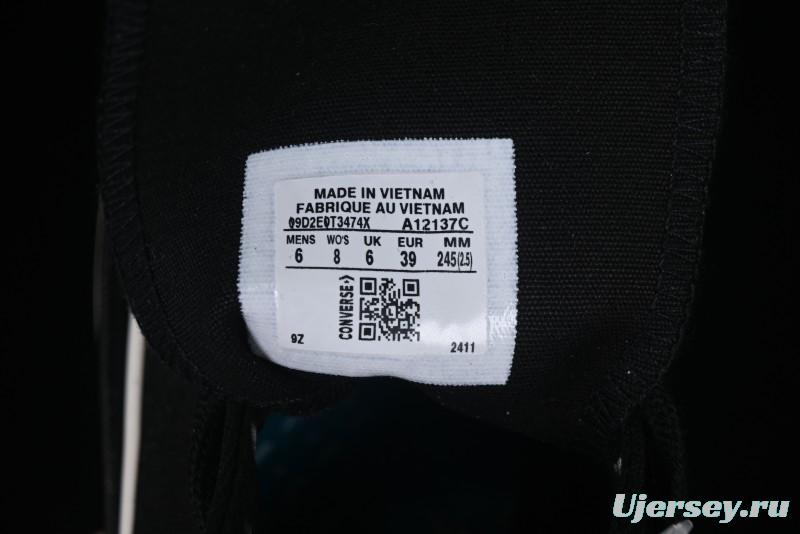 MADE IN VIETNAM
FABRIQUE AU VIETNAM
09D2E0T3474X A12137C
MENS WO'S UK EUR MM
6 8 6 39 245(2.5)
CONVERSE
9Z 2411
Ujersey.ru